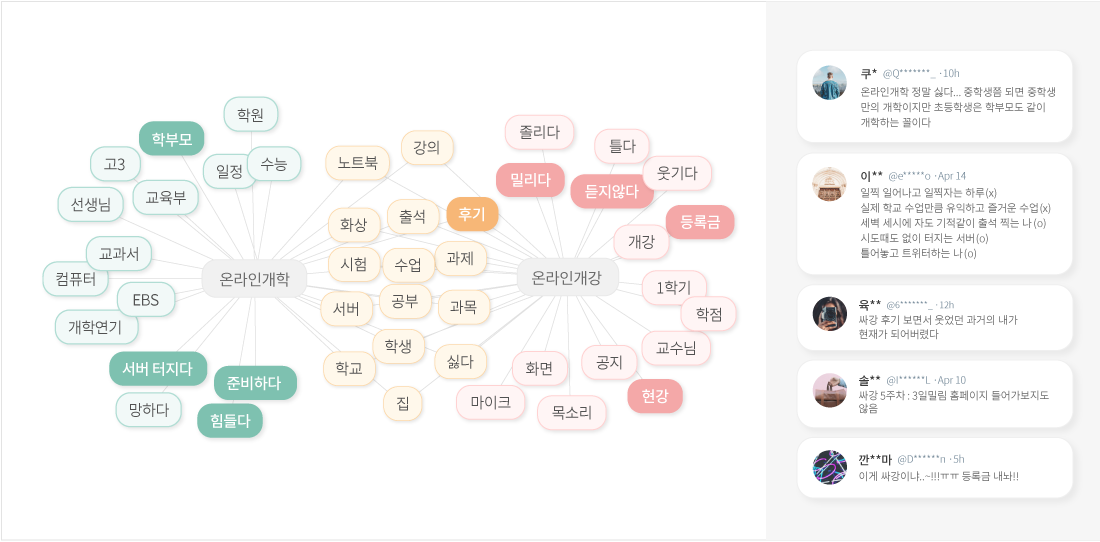 학원
학부모
고3
일정
수능
교육부
선생님
교과서
컴퓨터
EBS
개학연기
온라인개학
서버 터지다
준비하다
망하다
힘들다
노트북
강의
화상
출석
후기
시험
수업
과제
서버
공부
과목
학생
학교
싫다
집
졸리다
틀다
밀리다
듣지않다
웃기다
등록금
개강
온라인개강
1학기
학점
교수님
화면
공지
마이크
목소리
현강
쿠* @Q*******_ ·10h
온라인개학 정말 싫다... 중학생쯤 되면 중학생
만의 개학이지만 초등학생은 학부모도 같이
개학하는 꼴이다
이** @e*****o ·Apr 14
일찍 일어나고 일찍자는 하루(x)
실제 학교 수업만큼 유익하고 즐거운 수업(x)
세벽 세시에 자도 기적같이 출석 찍는 나(o)
시도때도 없이 터지는 서버(o)
틀어놓고 트위터하는 나(o)
육** @6*******_ ·12h
싸강 후기 보면서 웃었던 과거의 내가
현재가 되어버렸다
솔** @l******L ·Apr 10
싸강 5주차 : 3일밀림 홈페이지 들어가보지도
않음
깐**마 @D******n ·5h
이게 싸강이냐..~!!!ㅠㅠ 등록금 내놔!!